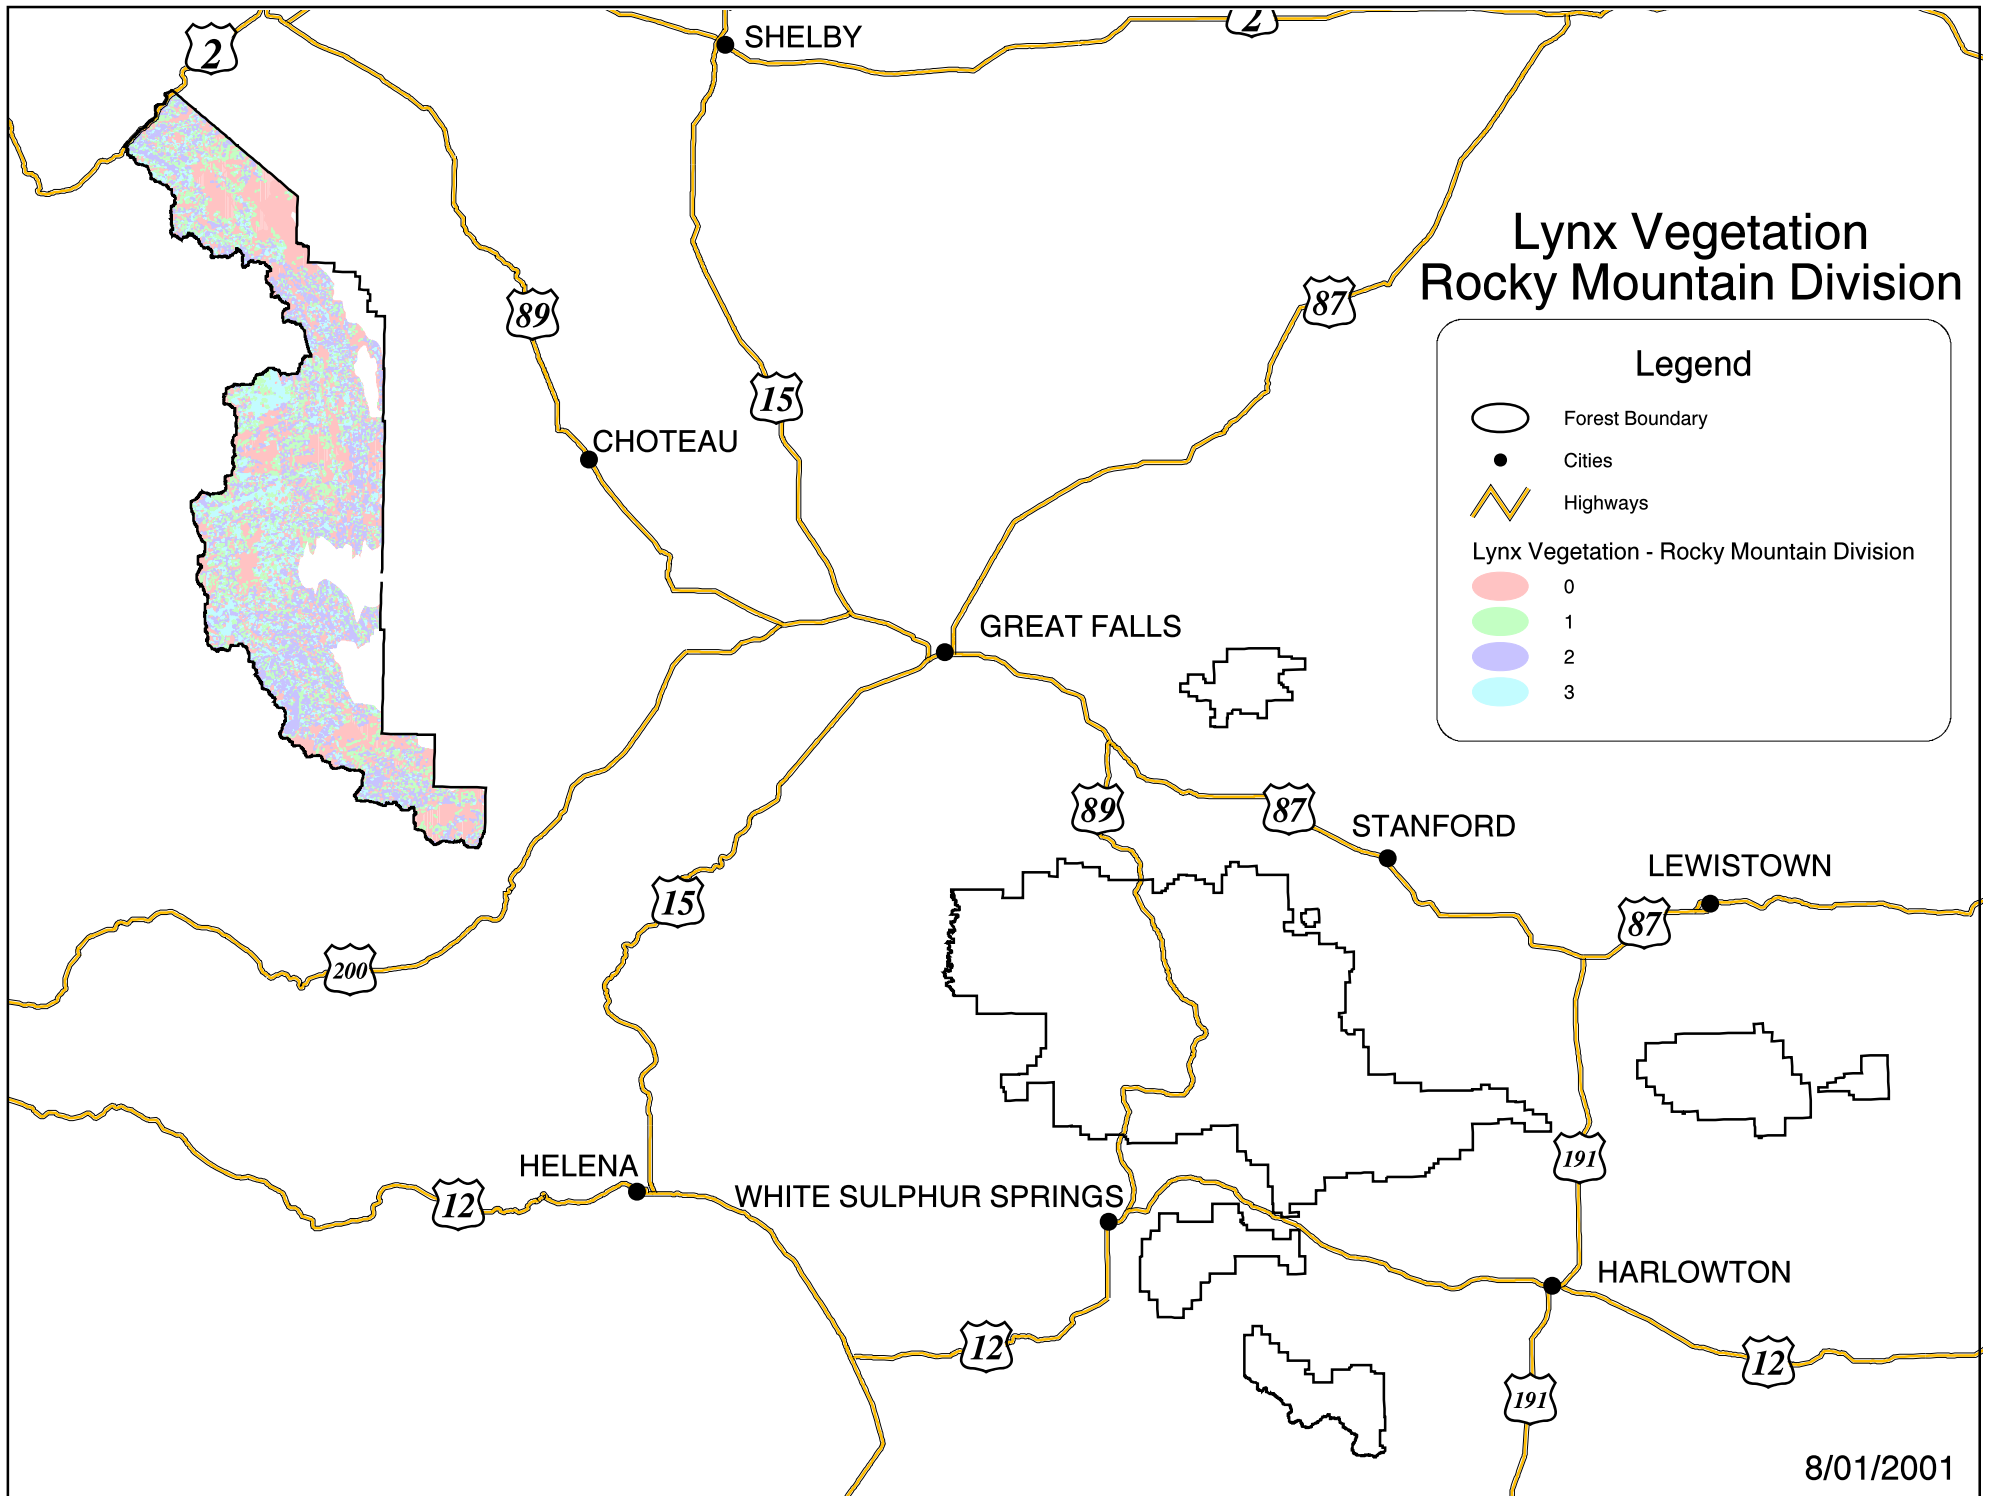 2
SHELBY
2
Lynx Vegetation
Rocky Mountain Division
89
87
15
Legend
Forest Boundary
Cities
Highways
Lynx Vegetation - Rocky Mountain Division
0
1
2
3
CHOTEAU
GREAT FALLS
89
87
STANFORD
LEWISTOWN
15
87
200
HELENA
191
12
WHITE SULPHUR SPRINGS
HARLOWTON
12
12
191
8/01/2001